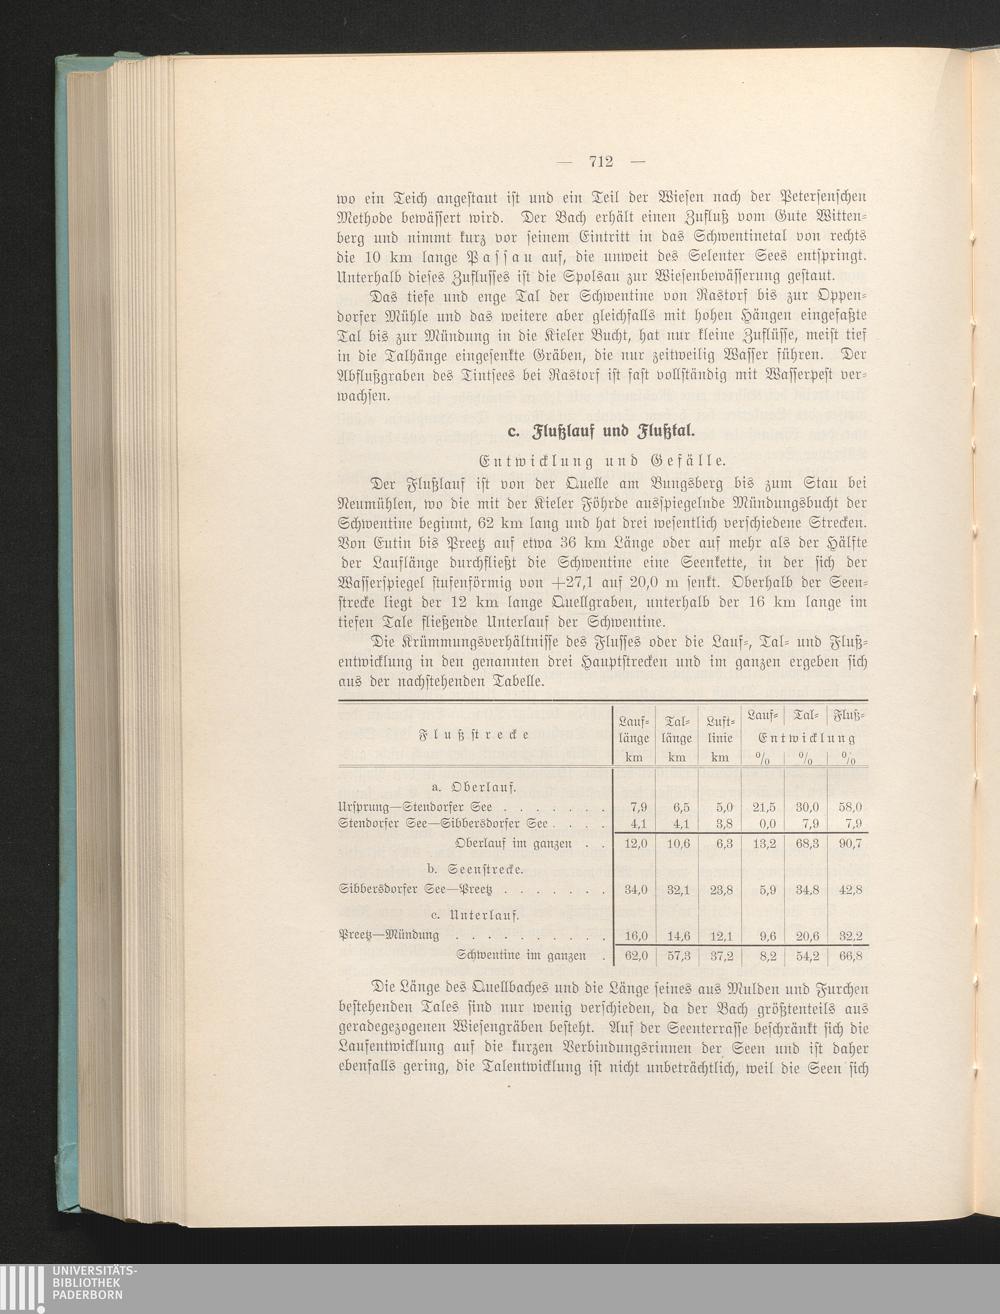 — 712 —
wo ein Teich angestaut ist und ein Teil der Wiesen nach der Petersenschen
Methode bewässert wird. Der Bach erhält einen Zufluß vom Gute Witten-
berg und nimmt kurz vor seinem Eintritt in das Schwentinetal von rechts
die 10 km lange Passau auf, die unweit des Selenter Sees entspringt.
Unterhalb dieses Zuflusses ist die Spolsau zur Wiesenbewässerung gestaut.
Das tiefe und enge Tal der Schwentine von Rastorf bis zur Oppen-
dorfer Mühle und das weitere aber gleichfalls mit hohen Hängen eingefaßte
Tal bis zur Mündung in die Kieler Bucht, hat nur kleine Zuflüsse, meist tief
in die Talhänge eingesenkte Gräben, die nur zeitweilig Wasser führen. Der
Abflußgraben des Tintsees bei Rastorf ist fast vollständig mit Wasserpest ver-
wachsen.
c. Flußlauf und Flußtal.
Entwicklung und Gefälle.
Der Flußlauf ist von der Quelle am Bungsberg bis zum Stau bei
Neumühlen, wo die mit der Kieler Föhrde ausspiegelnde Mündungsbucht der
Schwentine beginnt, 62 km lang und hat drei wesentlich verschiedene Strecken.
Von Eutin bis Preetz auf etwa 36 km Länge oder auf mehr als der Hälfte
der Lauflänge durchfließt die Schwentine eine Seenkette, in der sich der
Wasserspiegel stufenförmig von +27,1 auf 20,0 m senkt. Oberhalb der Seen-
strecke liegt der 12 km lange Quellgraben, unterhalb der 16 km lange im
tiefen Tale fließende Unterlauf der Schwentine.
Die Krümmungsverhältnisse des Flusses oder die Lauf-, Tal- und Fluß-
entwicklung in den genannten drei Hauptstrecken und im ganzen ergeben sich
aus der nachstehenden Tabelle.
Flußstrecke Lauf- Tal- Luft- Lauf- Tal- Fluß-
länge länge linie Entwicklung
km km km % % %
a. Oberlauf.
Ursprung—Stendorfer See . . . . . . . 7,9 6,5 5,0 21,5 30,0 58,0
Stendorfer See—Sibbersdorfer See . . . . 4,1 4,1 3,8 0,0 7,9 7,9
Oberlauf im ganzen . . 12,0 10,6 6,3 13,2 68,3 90,7
b. Seenstrecke.
Sibbersdorfer See—Preetz . . . . . . . 34,0 32,1 23,8 5,9 34,8 42,8
c. Unterlauf.
Preetz—Mündung . . . . . . . . . . 16,0 14,6 12,1 9,6 20,6 32,2
Schwentine im ganzen . 62,0 57,3 37,2 8,2 54,2 66,8
Die Länge des Quellbaches und die Länge seines aus Mulden und Furchen
bestehenden Tales sind nur wenig verschieden, da der Bach größtenteils aus
geradegezogenen Wiesengräben besteht. Auf der Seenterrasse beschränkt sich die
Laufentwicklung auf die kurzen Verbindungsrinnen der Seen und ist daher
ebenfalls gering, die Talentwicklung ist nicht unbeträchtlich, weil die Seen sich
UNIVERSITÄTS-
BIBLIOTHEK
PADERBORN